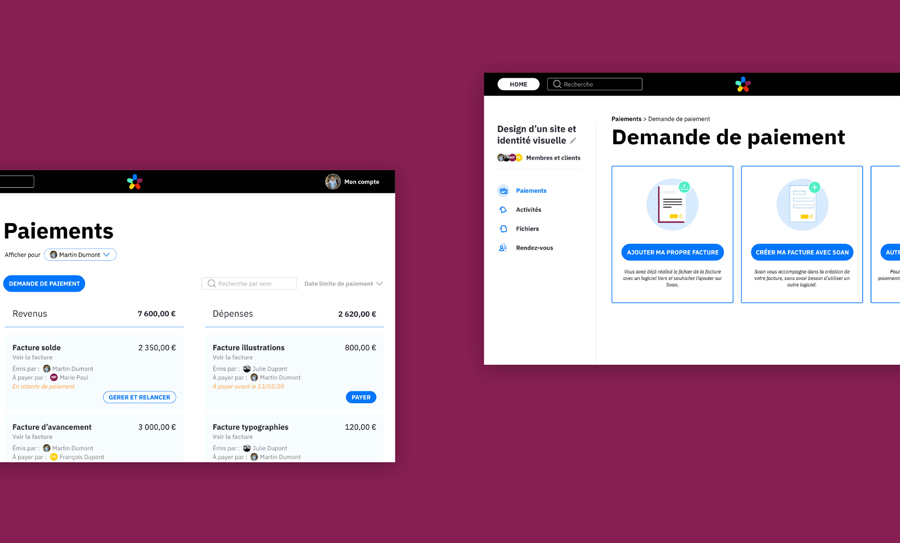 Mon compte
Paiements
Afficher pour
Martin Dumont
DEMANDE DE PAIEMENT
Recherche par nom
Date limite de paiement
Revenus
7 600,00 €
Facture solde
2 350,00 €
Voir la facture
Émis par : Martin Dumont
À payer par : MP Marie Paul
En attente de paiement
GERER ET RELANCER
Facture d'avancement
3 000,00 €
Voir la facture
Émis par : Martin Dumont
À payer par : François Dupont
Dépenses
2 620,00 €
Facture illustrations
800,00 €
Voir la facture
Émis par : Julie Dupont
À payer par : Martin Dumont
À payer avant le 13/03/20
PAYER
Facture typographies
120,00 €
Voir la facture
Émis par : Julie Dupont
À payer par : Martin Dumont
HOME
Recherche
Design d'un site et
identité visuelle
Membres et clients
Paiements
Activités
Fichiers
Rendez-vous
Paiements > Demande de paiement
Demande de paiement
AJOUTER MA PROPRE FACTURE
Vous avez déjà réalisé le fichier de la facture
avec un logiciel tiers et souhaitez l'ajouter sur
Soan.
CRÉER MA FACTURE AVEC SOAN
Soan vous accompagne dans la création de
votre facture, sans avoir besoin d'utiliser un
autre logiciel.
AUT